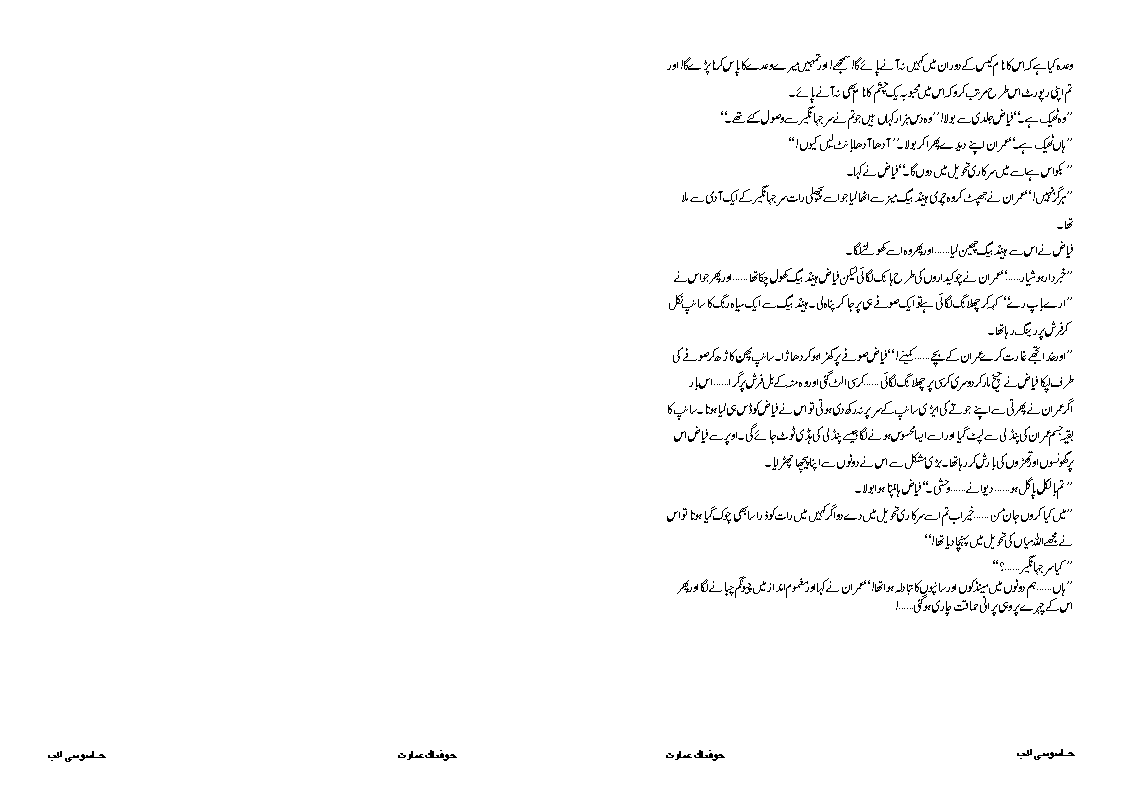 وعدہ کیا ہے کہ اس کا نام کیس کے دوران میں کہیں نہ آنے پائے گا! سمجھے! اور تمہیں میرے وعدے کا پاس کرنا پڑے گا! اور
تم اپنی رپورٹ اس طرح مرتب کرو کہ اس میں محبوبہ یک چشم کا نام بھی نہ آنے پائے۔
”وہ ٹھیک ہے۔“ فیاض جلدی سے بولا! ”وہ دس ہزار کہاں ہیں جو تم نے سر جہانگیر سے وصول کئے تھے۔“
”ہاں ٹھیک ہے۔“ عمران اپنے دیدے پھرا کر بولا۔ ”آدھا آدھا بانٹ لیں کیوں!“
”بکواس ہے اسے میں سرکاری تحویل میں دوں گا۔“ فیاض نے کہا۔
”ہرگز نہیں!“ عمران نے جھپٹ کر وہ چرمی ہینڈ بیگ میز سے اٹھا لیا جو اسے پچھلی رات سر جہانگیر کے ایک آدمی سے ملا
تھا۔
فیاض نے اس سے ہینڈ بیگ چھین لیا......اور پھر وہ اسے کھولنے لگا۔
”خبردار ہوشیار......“ عمران نے چوکیداروں کی طرح ہانک لگائی لیکن فیاض ہینڈ بیگ کھول چکا تھا......اور پھر جو اس نے
”ارے باپ رے“ کہہ کر چھلانگ لگائی ہے تو ایک صوفے ہی پر جا کر پناہ لی۔ ہینڈ بیگ سے ایک سیاہ رنگ کا سانپ نکل
کر فرش پر رینگ رہا تھا۔
”اور خدا تجھے غارت کرے عمران کے بچے......کمینے!“ فیاض صوفے پر کھڑا ہو کر دھاڑا۔ سانپ پھن کاڑھ کر صوفے کی
طرف لپکا فیاض نے چیخ مار کر دوسری کرسی پر چھلانگ لگائی......کرسی الٹ گئی اور وہ منہ کے بل فرش پر گرا......اس بار
اگر عمران نے پھرتی سے اپنے جوتے کی ایڑی سانپ کے سر پر نہ رکھ دی ہوتی تو اس نے فیاض کو ڈس ہی لیا ہوتا۔ سانپ کا
بقیہ جسم عمران کی پنڈلی سے لپٹ گیا اور اسے ایسا محسوس ہونے لگا جیسے پنڈلی کی ہڈی ٹوٹ جائے گی۔ اوپر سے فیاض اس
پر گھونسوں اور تھپڑوں کی بارش کر رہا تھا۔ بڑی مشکل سے اس نے دونوں سے اپنا پیچھا چھڑایا۔
”تم بالکل پاگل ہو......دیوانے......وحشی۔“ فیاض ہانپتا ہوا بولا۔
”میں کیا کروں جان من......خیر اب تم اسے سرکاری تحویل میں دے دو اگر کہیں میں رات کو ذرا سا بھی چوک گیا ہوتا تو اس
نے مجھے اللہ میاں کی تحویل میں پہنچا دیا تھا!“
”کیا سر جہانگیر......؟“
”ہاں......ہم دونوں میں مینڈکوں اور سانپوں کا تبادلہ ہوا تھا!“ عمران نے کہا اور مغموم انداز میں چیونگم چبانے لگا اور پھر
اس کے چہرے پر وہی پرانی حماقت طاری ہو گئی......!
جاسوسی ادب
خوفناک عمارت
خوفناک عمارت
جاسوسی ادب